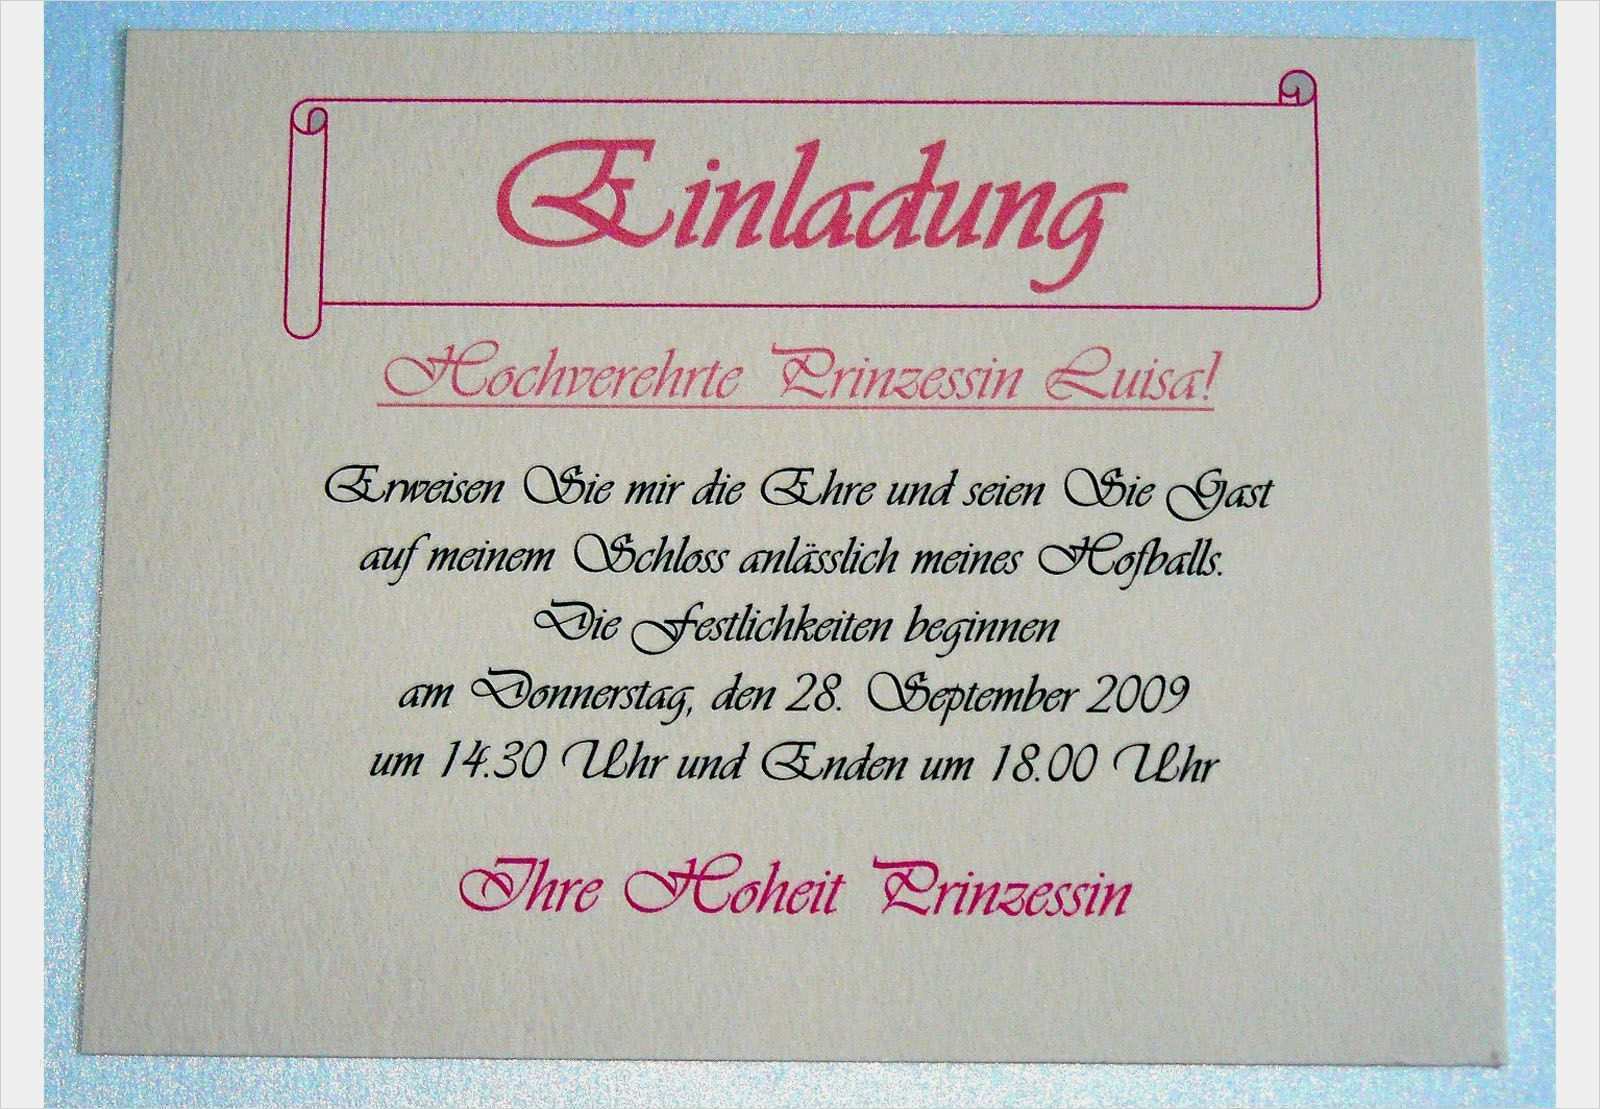 Einladung
Hochverehrte Prinzessin Luisa!
Erweisen Sie mir die Ehre und seien Sie Gast
auf meinem Schloss anlässlich meines Hofballs.
Die Festlichkeiten beginnen
am Donnerstag, den 28. September 2009
um 14.30 Uhr und Enden um 18.00 Uhr
Ihre Hoheit Prinzessin